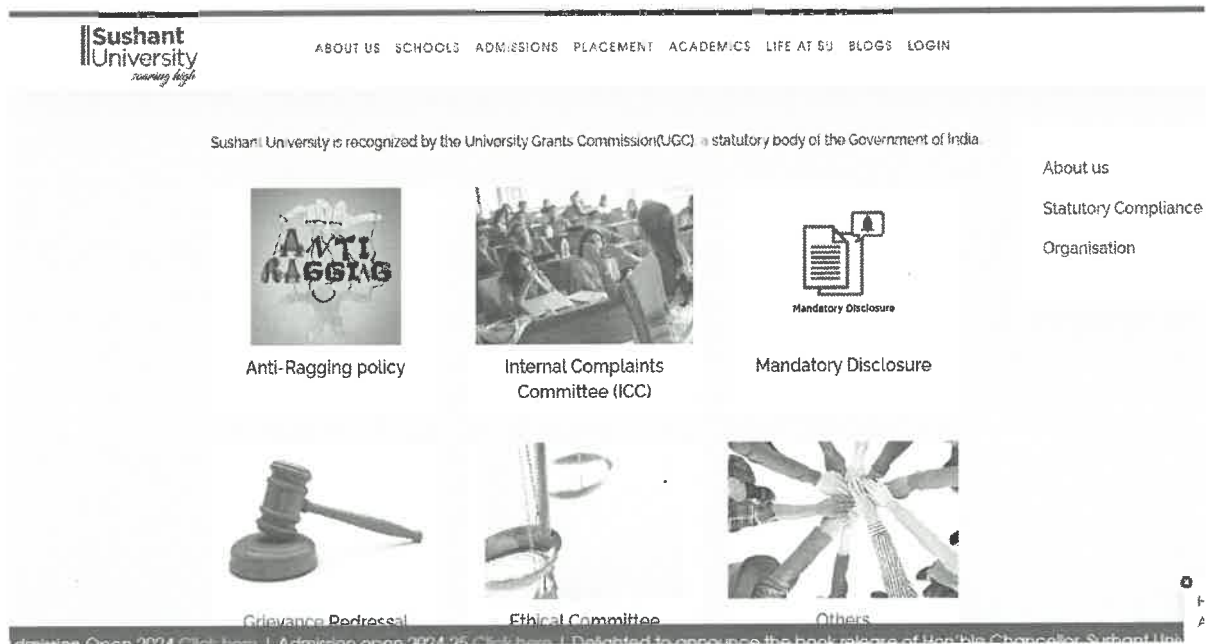 Sushant
University
soaring high
ABOUT US SCHOOLS ADMISSIONS PLACEMENT ACADEMICS LIFE AT SU BLOGS LOGIN
Sushant University is recognized by the University Grants Commission(UGC), a statutory body of the Government of India.
About us
Statutory Compliance
Organisation
ANTI
RAGGING
Mandatory Disclosure
Anti-Ragging policy
Internal Complaints
Committee (ICC)
Mandatory Disclosure
Grievance Redressal
Ethical Committee
Others
Admission Open 2024 Click here | Admission open 2024-25 Click here | Delighted to announce the book release of Hon'ble Chancellor, Sushant